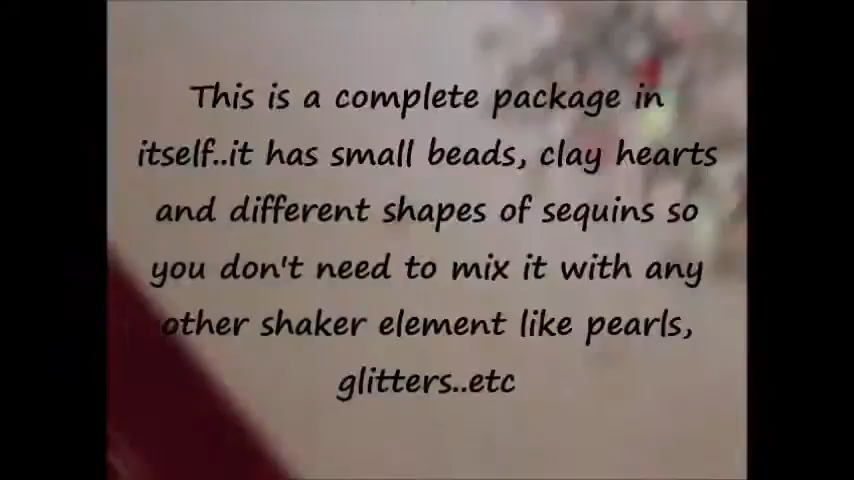 This is a complete package in
itself..it has small beads, clay hearts
and different shapes of sequins so
you don't need to mix it with any
other shaker element like pearls,
glitters..etc